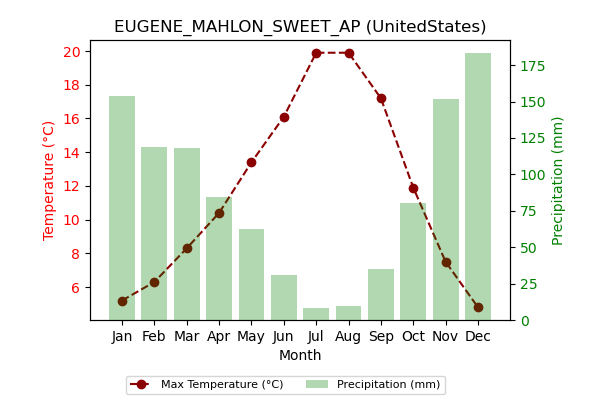 EUGENE_MAHLON_SWEET_AP (UnitedStates)
Temperature (°C)
20
18
16
14
12
10
8
6
175
150
125
100
75
50
25
0
Precipitation (mm)
Jan Feb Mar Apr May Jun Jul Aug Sep Oct Nov Dec
Month
Max Temperature (°C) Precipitation (mm)